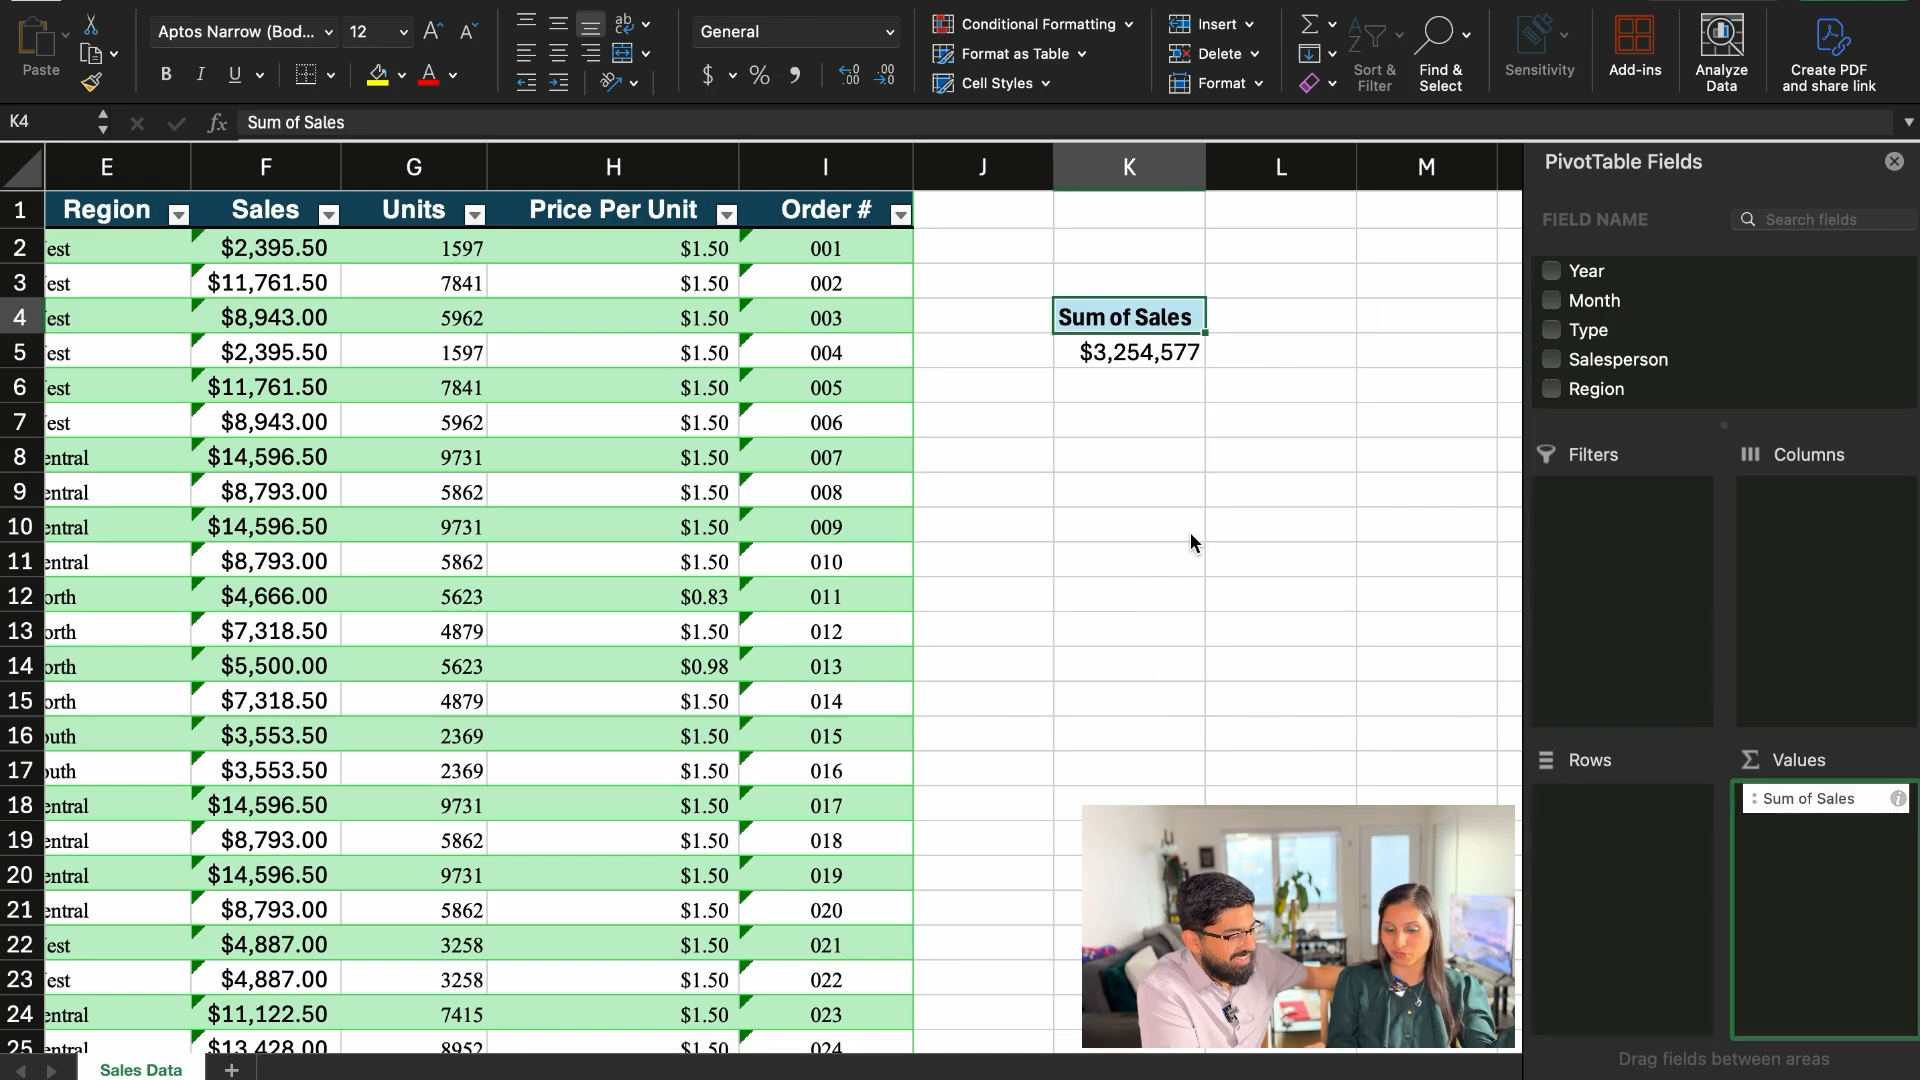 Aptos Narrow (Bod... 12 ab General Conditional Formatting Insert
Paste B I U A $ % Format as Table Delete Sort & Filter Find & Select Sensitivity Add-ins Analyze Data Create PDF and share link
Cell Styles Format
K4 fx Sum of Sales
E F G H I J K L M
1 Region Sales Units Price Per Unit Order #
2 est $2,395.50 1597 $1.50 001
3 est $11,761.50 7841 $1.50 002
4 est $8,943.00 5962 $1.50 003 Sum of Sales
5 est $2,395.50 1597 $1.50 004 $3,254,577
6 est $11,761.50 7841 $1.50 005
7 est $8,943.00 5962 $1.50 006
8 entral $14,596.50 9731 $1.50 007
9 entral $8,793.00 5862 $1.50 008
10 entral $14,596.50 9731 $1.50 009
11 entral $8,793.00 5862 $1.50 010
12 orth $4,666.00 5623 $0.83 011
13 orth $7,318.50 4879 $1.50 012
14 orth $5,500.00 5623 $0.98 013
15 orth $7,318.50 4879 $1.50 014
16 outh $3,553.50 2369 $1.50 015
17 outh $3,553.50 2369 $1.50 016
18 entral $14,596.50 9731 $1.50 017
19 entral $8,793.00 5862 $1.50 018
20 entral $14,596.50 9731 $1.50 019
21 entral $8,793.00 5862 $1.50 020
22 est $4,887.00 3258 $1.50 021
23 est $4,887.00 3258 $1.50 022
24 entral $11,122.50 7415 $1.50 023
25 entral $13,428.00 8952 $1.50 024
Sales Data +
PivotTable Fields
FIELD NAME Search fields
Year
Month
Type
Salesperson
Region
Filters Columns
Rows Values
Sum of Sales
Drag fields between areas